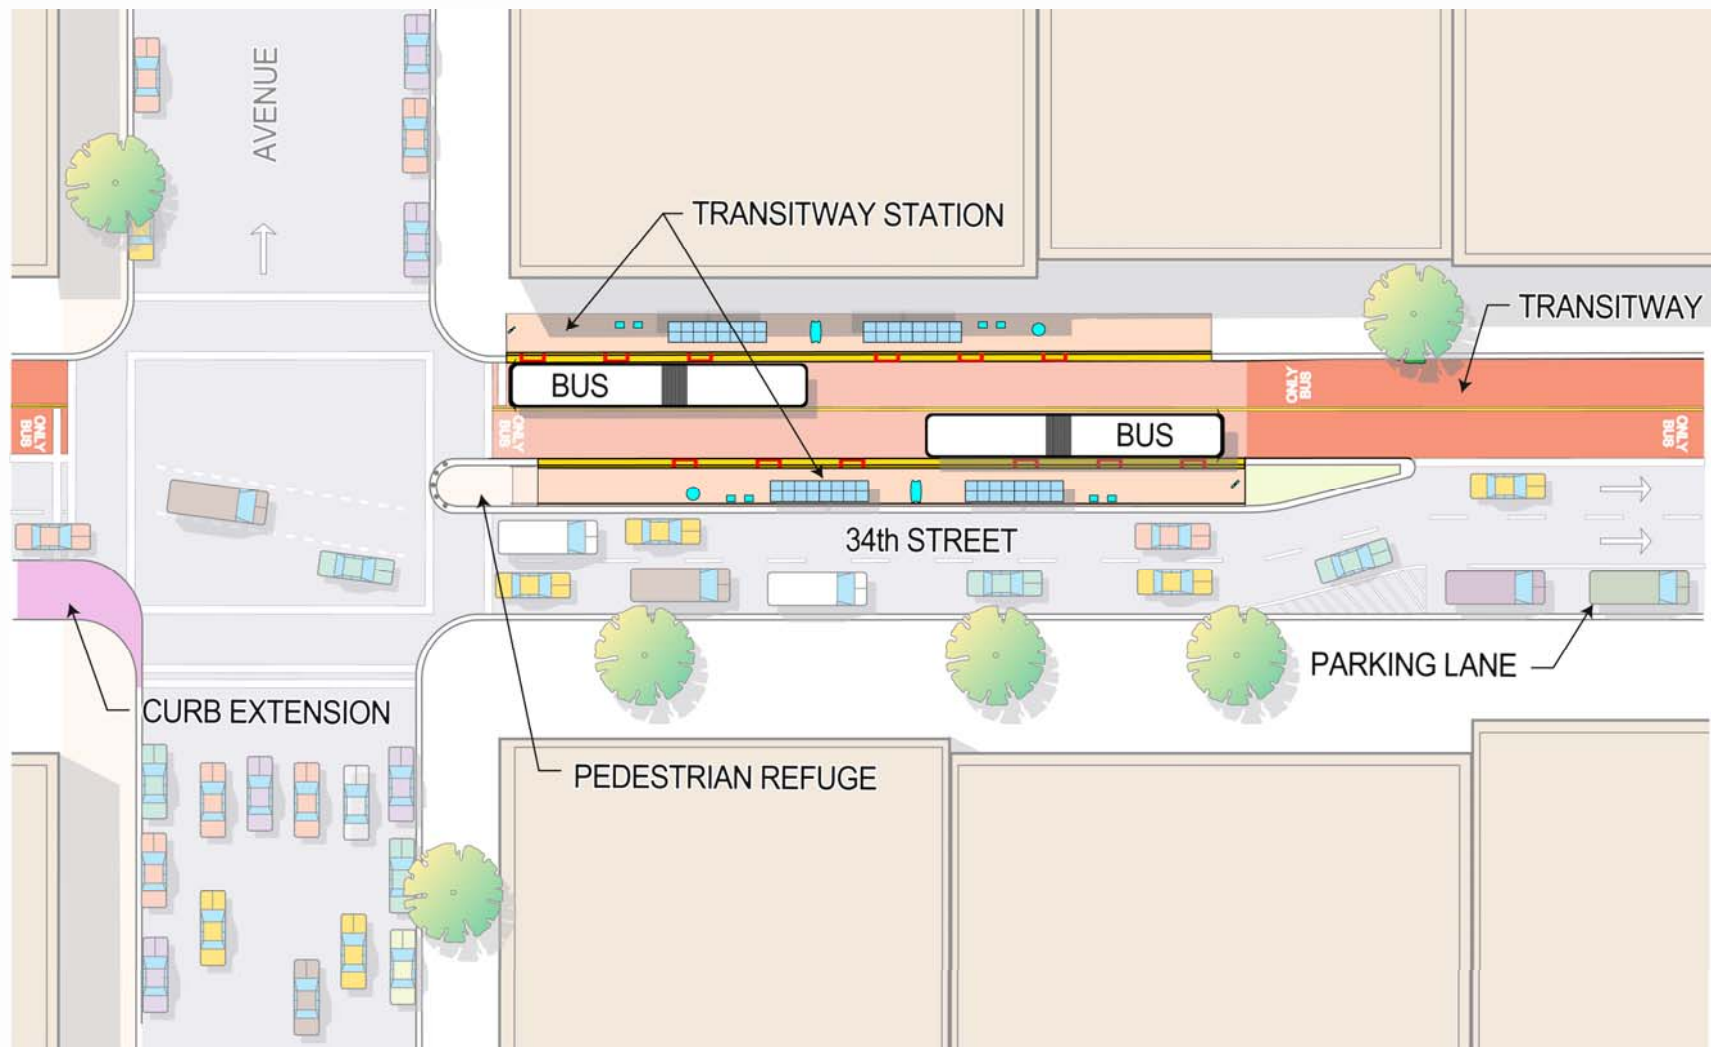 AVENUE
TRANSITWAY STATION
TRANSITWAY
BUS
ONLY
BUS
ONLY
BUS
ONLY
BUS
BUS
ONLY
BUS
34th STREET
PARKING LANE
CURB EXTENSION
PEDESTRIAN REFUGE